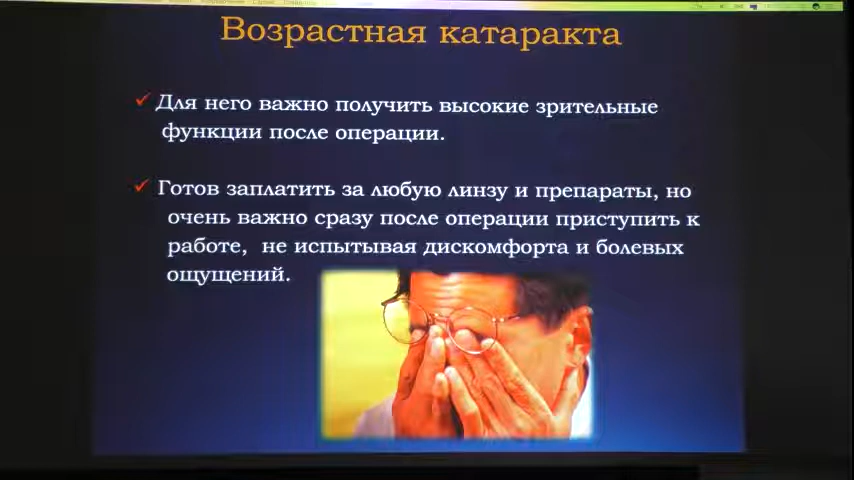 Возрастная катаракта
Для него важно получить высокие зрительные
функции после операции.
Готов заплатить за любую линзу и препараты, но
очень важно сразу после операции приступить к
работе, не испытывая дискомфорта и болевых
ощущений.